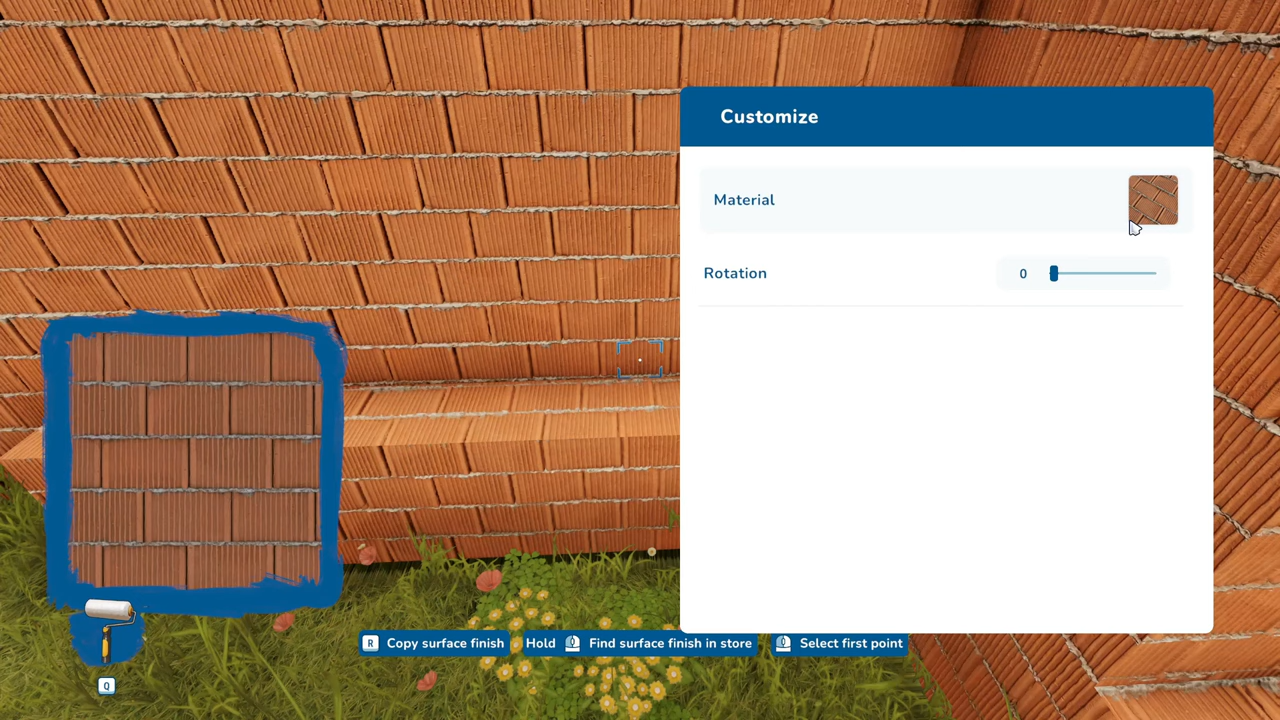 Customize
Material
Rotation
0
R Copy surface finish
Hold Find surface finish in store
Select first point
Q